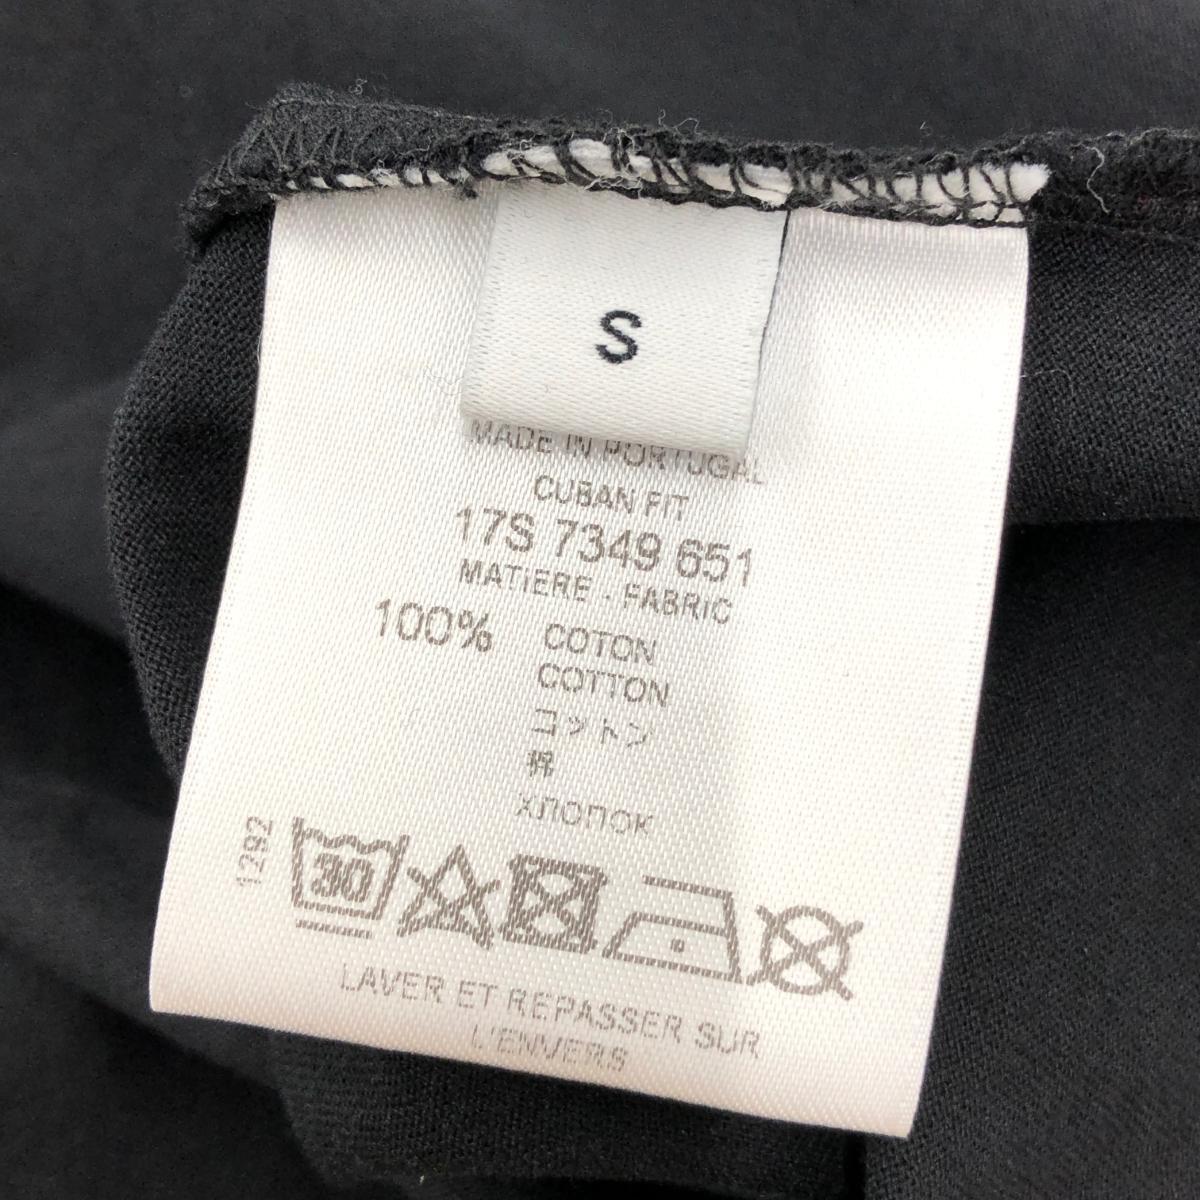 S
MADE IN PORTUGAL
CUBAN FIT
17S 7349 651
MATIERE - FABRIC
100% COTON
COTTON
コットン
棉
хлопок
1292
30
LAVER ET REPASSER SUR
L'ENVERS